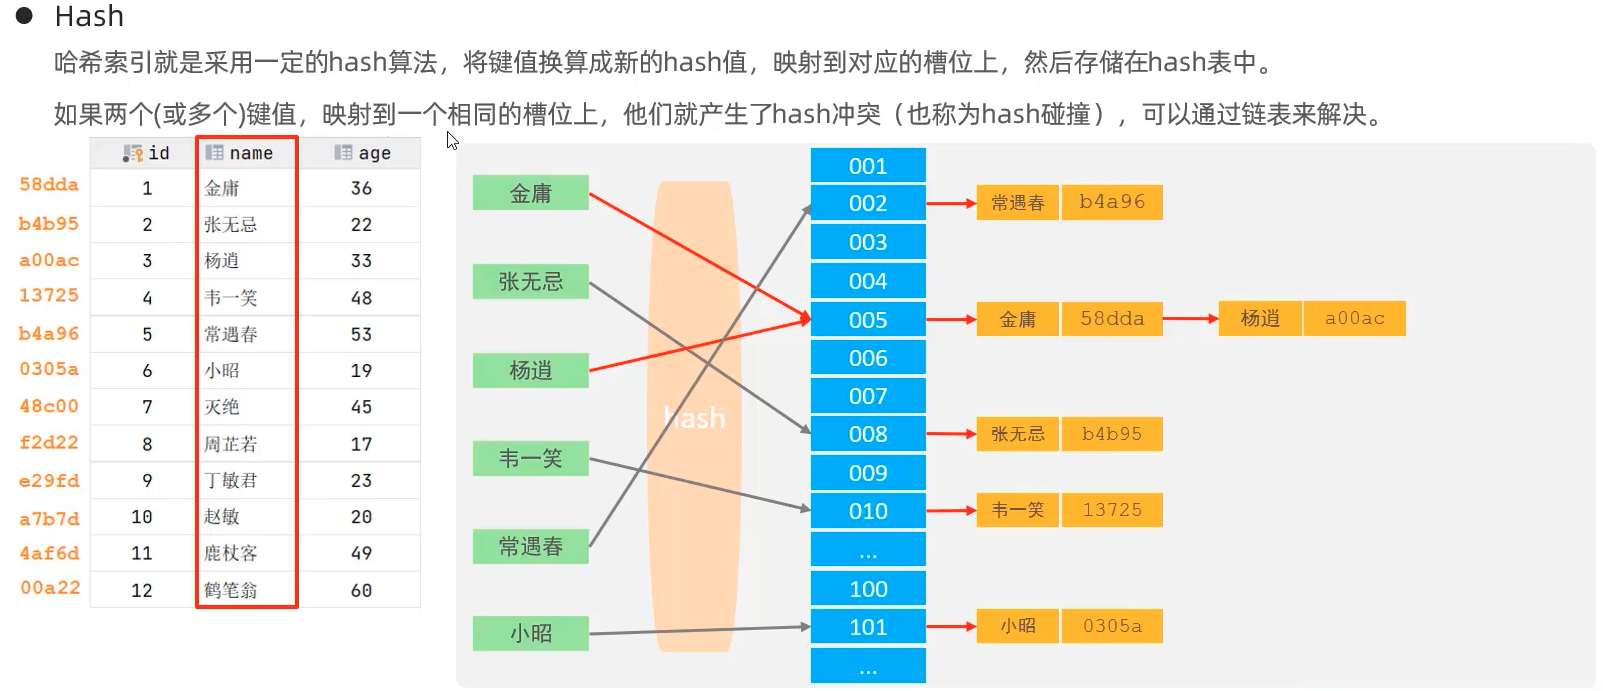 Hash
哈希索引就是采用一定的hash算法，将键值换算成新的hash值，映射到对应的槽位上，然后存储在hash表中。
如果两个(或多个)键值，映射到一个相同的槽位上，他们就产生了hash冲突（也称为hash碰撞），可以通过链表来解决。
id name age
58dda 1 金庸 36
b4b95 2 张无忌 22
a00ac 3 杨逍 33
13725 4 韦一笑 48
b4a96 5 常遇春 53
0305a 6 小昭 19
48c00 7 灭绝 45
f2d22 8 周芷若 17
e29fd 9 丁敏君 23
a7b7d 10 赵敏 20
4af6d 11 鹿杖客 49
00a22 12 鹤笔翁 60
金庸
张无忌
杨逍
韦一笑
常遇春
小昭
hash
001
002 常遇春 b4a96
003
004
005 金庸 58dda 杨逍 a00ac
006
007
008 张无忌 b4b95
009
010 韦一笑 13725
...
100
101 小昭 0305a
...